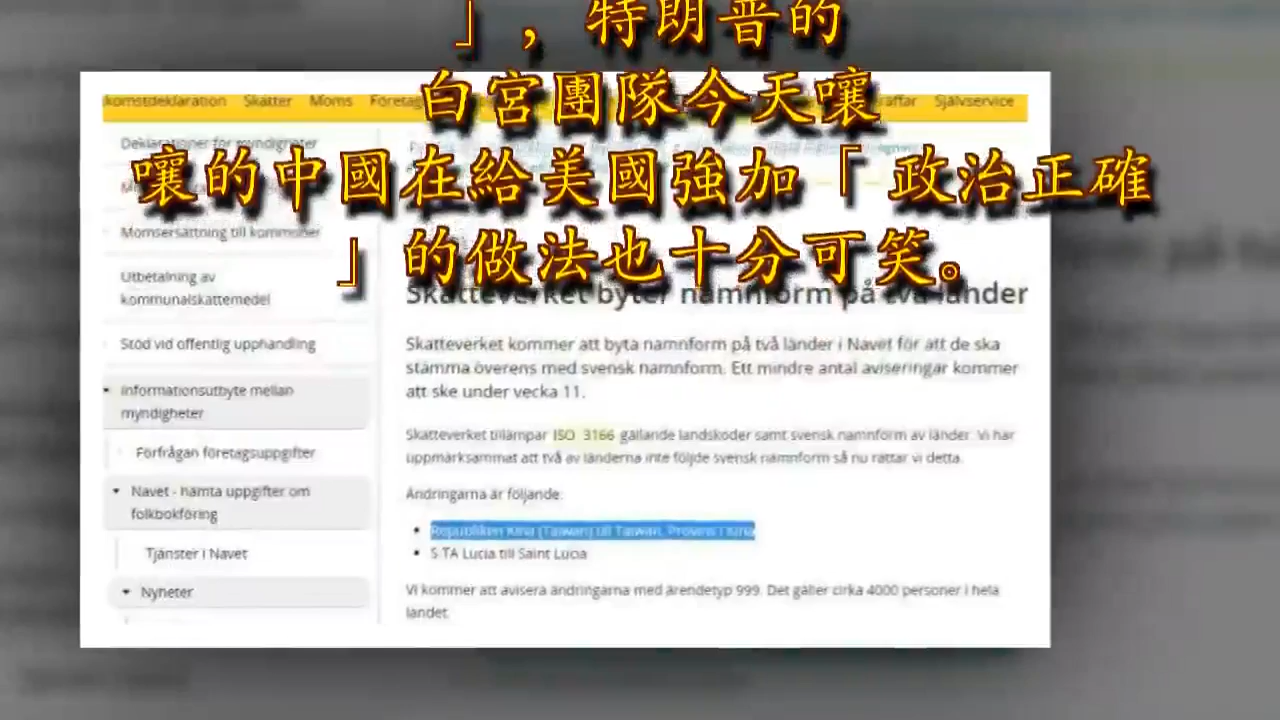 」，特朗普的
白宮團隊今天嚷
嚷的中國在給美國強加「政治正確
」的做法也十分可笑。
komstdeklaration Skatter Moms
Självservice
Deklarationer för myndigheter
Momsersättning till kommuner
Utbetalning av
kommunalskattemedel
Stöd vid offentlig upphandling
Informationsutbyte mellan
myndigheter
Förfrågan företagsuppgifter
Navet - hämta uppgifter om
folkbokföring
Tjänster i Navet
Nyheter
Skatteverket byter namnform på två länder
Skatteverket kommer att byta namnform på två länder i Navet för att de ska
stämma överens med svensk namnform. Ett mindre antal aviseringar kommer
att ske under vecka 11.
Skatteverket tillämpar ISO 3166 gällande landskoder samt svensk namnform av länder. Vi har
uppmärksammat att två av länderna inte följde svensk namnform så nu rättar vi detta.
Ändringarna är följande:
• Republiken Kina (Taiwan) till Taiwan, Provins i Kina
• S TA Lucia till Saint Lucia
Vi kommer att avisera ändringarna med ärendetyp 999. Det gäller cirka 4000 personer i hela
landet.